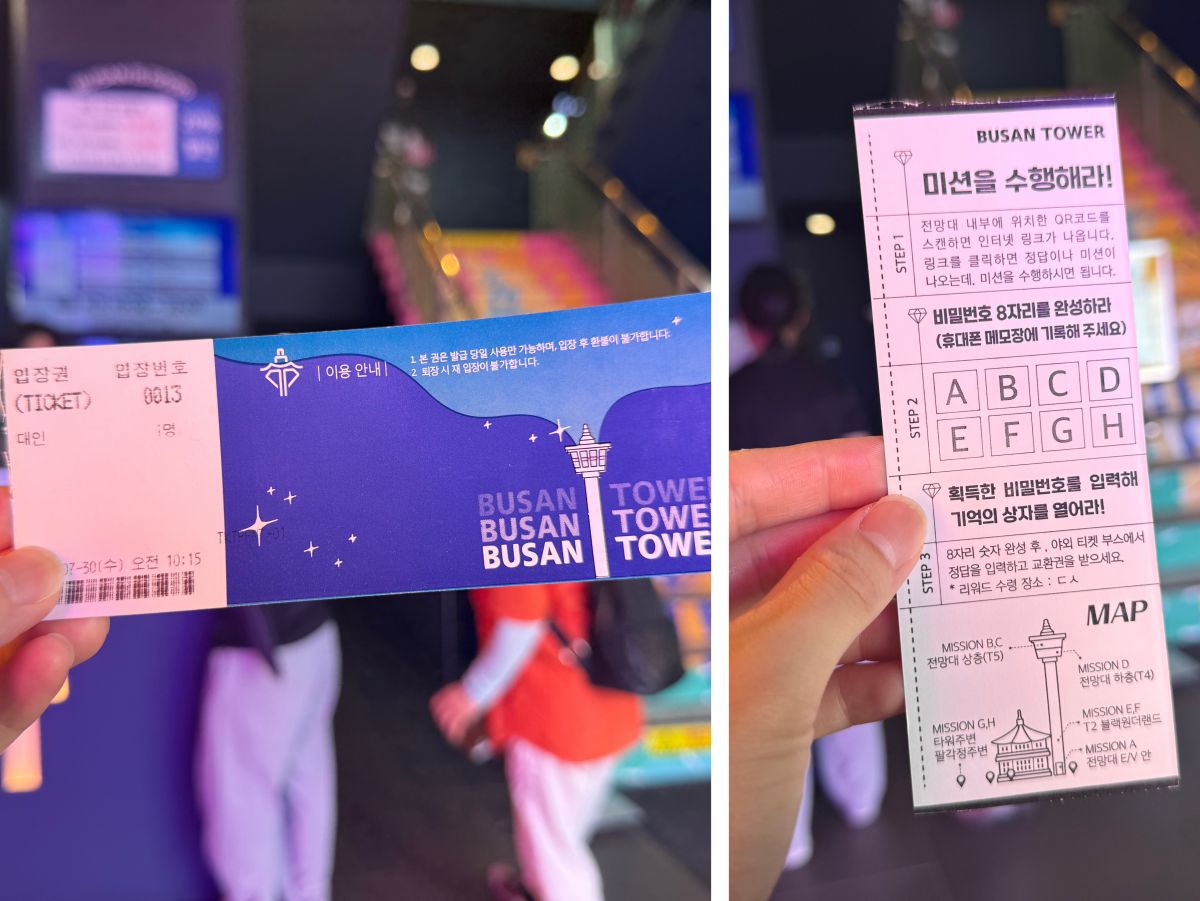 입장권
(TICKET)
입장번호
0013
대인
1명
07-30(수) 오전 10:15
| 이용 안내 |
1. 본 권은 발급 당일 사용만 가능하며, 입장 후 환불이 불가합니다.
2. 퇴장 시 재 입장이 불가합니다.
BUSAN TOWE
BUSAN TOWE
BUSAN TOWE
BUSAN TOWER
미션을 수행해라!
STEP 1
전망대 내부에 위치한 QR코드를
스캔하면 인터넷 링크가 나옵니다.
링크를 클릭하면 정답이나 미션이
나오는데, 미션을 수행하시면 됩니다.
비밀번호 8자리를 완성하라
(휴대폰 메모장에 기록해 주세요)
STEP 2
A B C D
E F G H
획득한 비밀번호를 입력해
기억의 상자를 열어라!
STEP 3
8자리 숫자 완성 후, 야외 티켓 부스에서
정답을 입력하고 교환권을 받으세요.
* 리워드 수령 장소 : ㄷㅅ
MAP
MISSION B,C
전망대 상층(T5)
MISSION D
전망대 하층(T4)
MISSION E,F
T2 블랙원더랜드
MISSION G,H
타워주변
팔각정주변
MISSION A
전망대 E/V 안